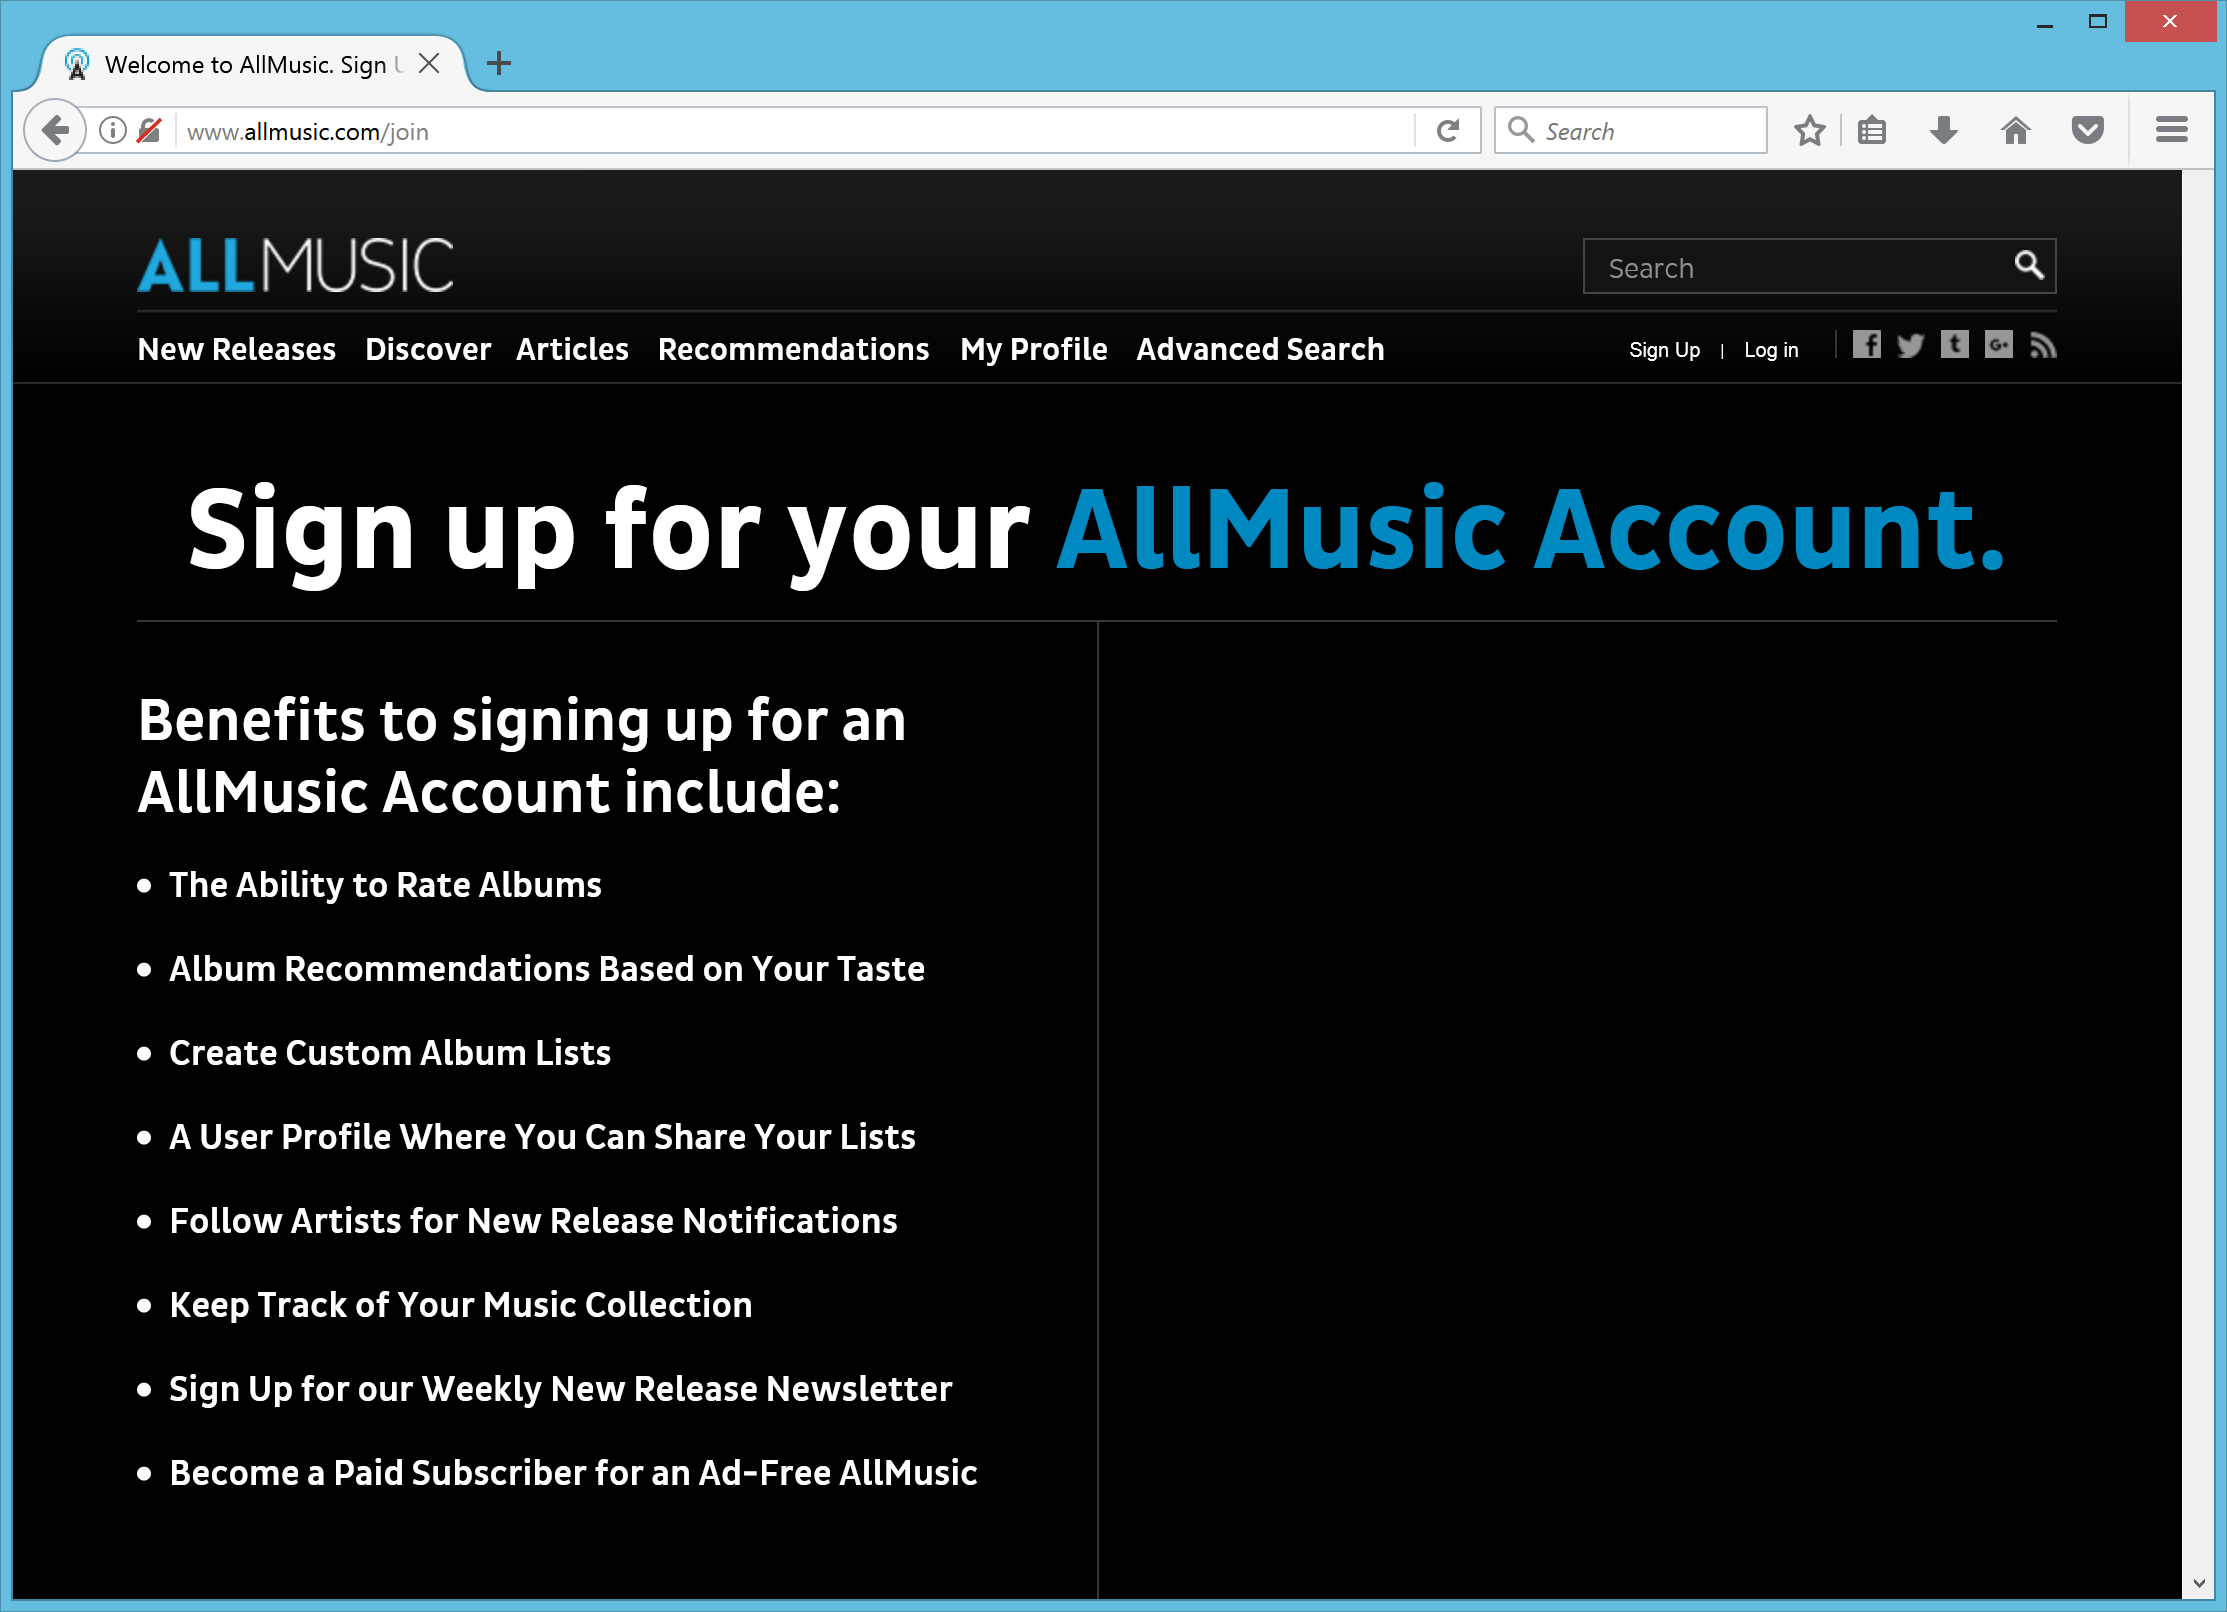 Welcome to AllMusic. Sign U
www.allmusic.com/join
Search
ALLMUSIC
Search
New Releases Discover Articles Recommendations My Profile Advanced Search
Sign Up | Log in
Sign up for your AllMusic Account.
Benefits to signing up for an
AllMusic Account include:
• The Ability to Rate Albums
• Album Recommendations Based on Your Taste
• Create Custom Album Lists
• A User Profile Where You Can Share Your Lists
• Follow Artists for New Release Notifications
• Keep Track of Your Music Collection
• Sign Up for our Weekly New Release Newsletter
• Become a Paid Subscriber for an Ad-Free AllMusic